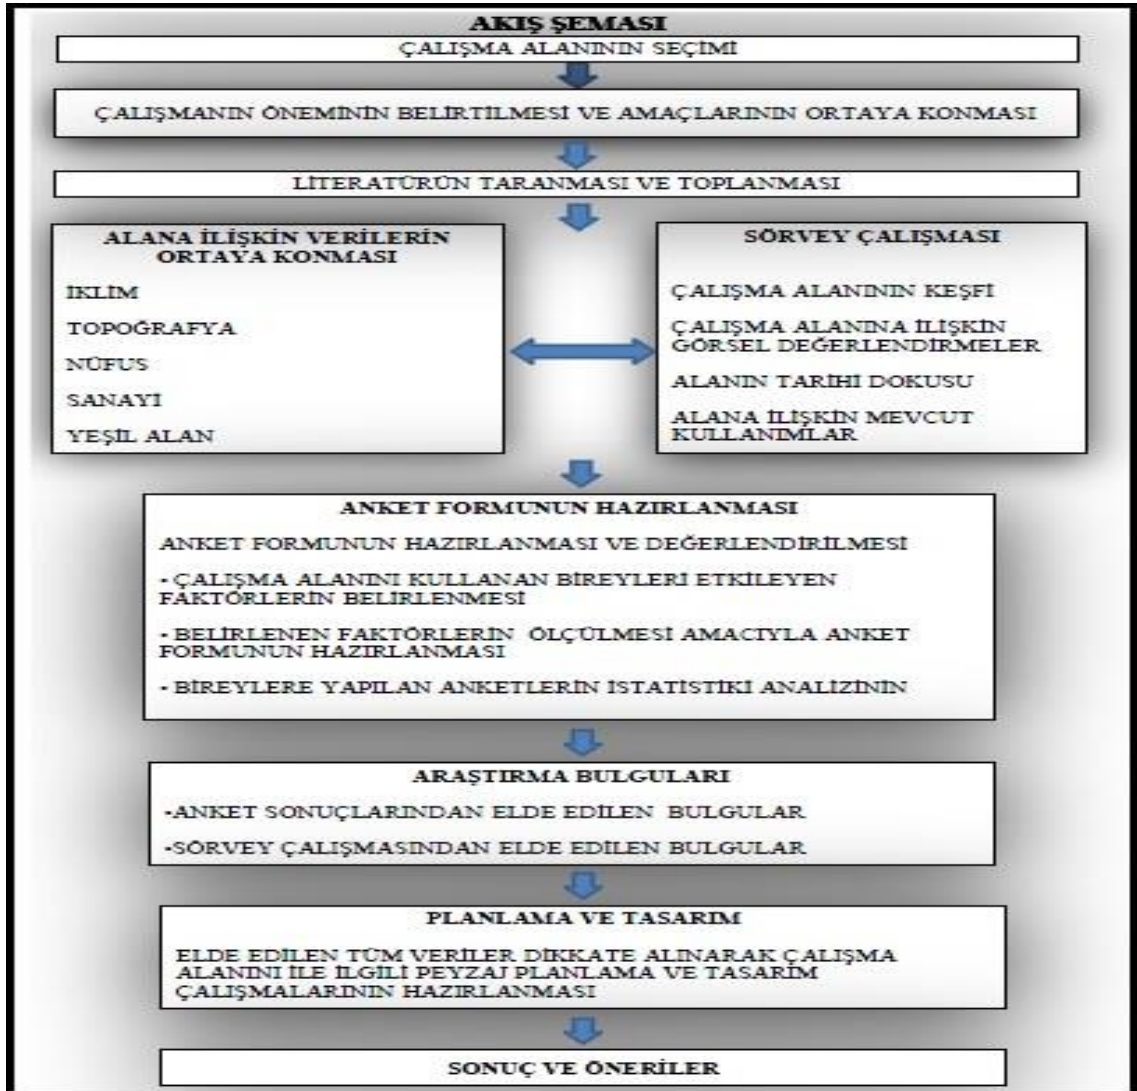 AKIŞ ŞEMASI
ÇALIŞMA ALANININ SEÇİMİ
ÇALIŞMANIN ÖNEMİNİN BELİRTİLMESİ VE AMAÇLARININ ORTAYA KONMASI
LİTERATÜRÜN TARANMASI VE TOPLANMASI
ALANA İLİŞKİN VERİLERİN
ORTAYA KONMASI
İKLİM
TOPOĞRAFYA
NÜFUS
SANAYİ
YEŞİL ALAN
SÖRVEY ÇALIŞMASI
ÇALIŞMA ALANININ KEŞFİ
ÇALIŞMA ALANINA İLİŞKİN
GÖRSEL DEĞERLENDİRMELER
ALANIN TARİHİ DOKUSU
ALANA İLİŞKİN MEVCUT
KULLANIMLAR
ANKET FORMUNUN HAZIRLANMASI
ANKET FORMUNUN HAZIRLANMASI VE DEĞERLENDİRİLMESİ
• ÇALIŞMA ALANINI KULLANAN BİREYLERİ ETKİLEYEN
FAKTÖRLERİN BELİRLENMESİ
• BELİRLENEN FAKTÖRLERİN ÖLÇÜLMESİ AMACIYLA ANKET
FORMUNUN HAZIRLANMASI
• BİREYLERE YAPILAN ANKETLERİN İSTATİSTİKİ ANALİZİNİN
ARAŞTIRMA BULGULARI
•ANKET SONUÇLARINDAN ELDE EDİLEN BULGULAR
•SÖRVEY ÇALIŞMASINDAN ELDE EDİLEN BULGULAR
PLANLAMA VE TASARIM
ELDE EDİLEN TÜM VERİLER DİKKATE ALINARAK ÇALIŞMA
ALANINI İLE İLGİLİ PEYZAJ PLANLAMA VE TASARIM
ÇALIŞMALARININ HAZIRLANMASI
SONUÇ VE ÖNERİLER